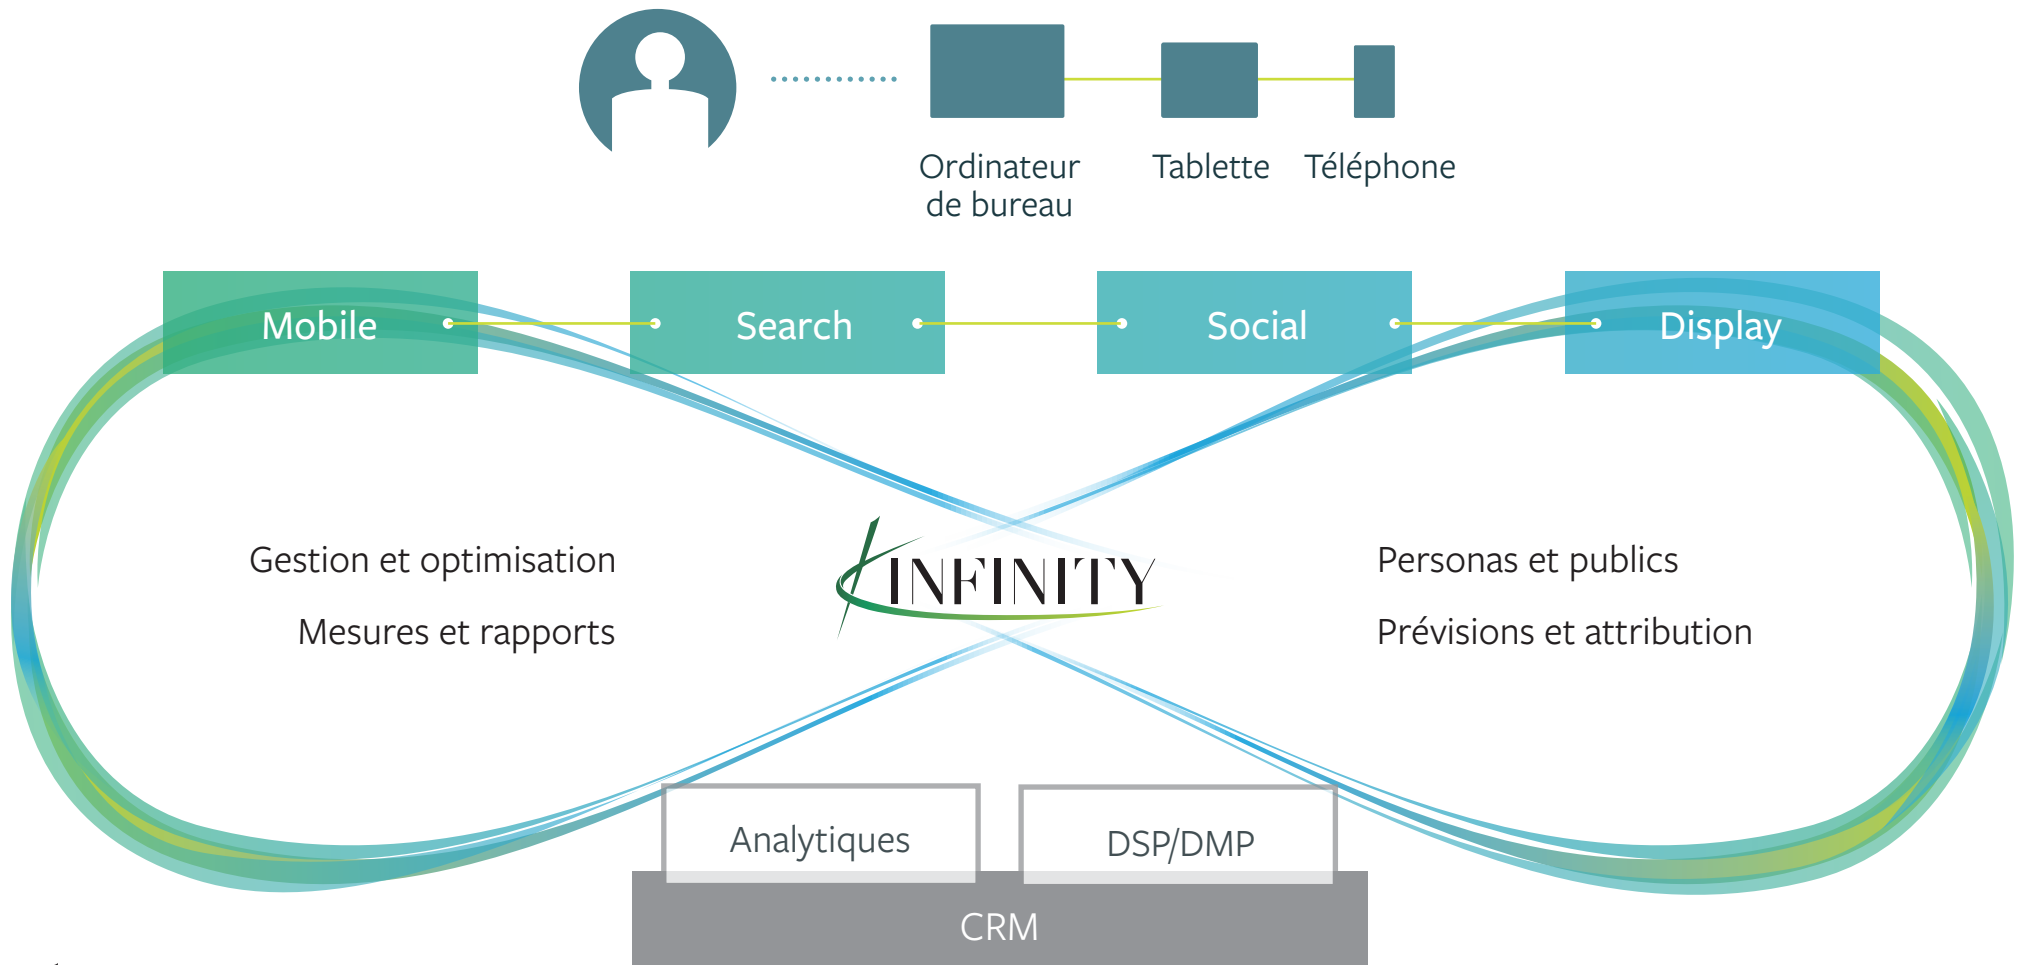 Ordinateur
de bureau
Tablette
Téléphone
Mobile
Search
Social
Display
Gestion et optimisation
Mesures et rapports
INFINITY
Personas et publics
Prévisions et attribution
Analytiques
DSP/DMP
CRM